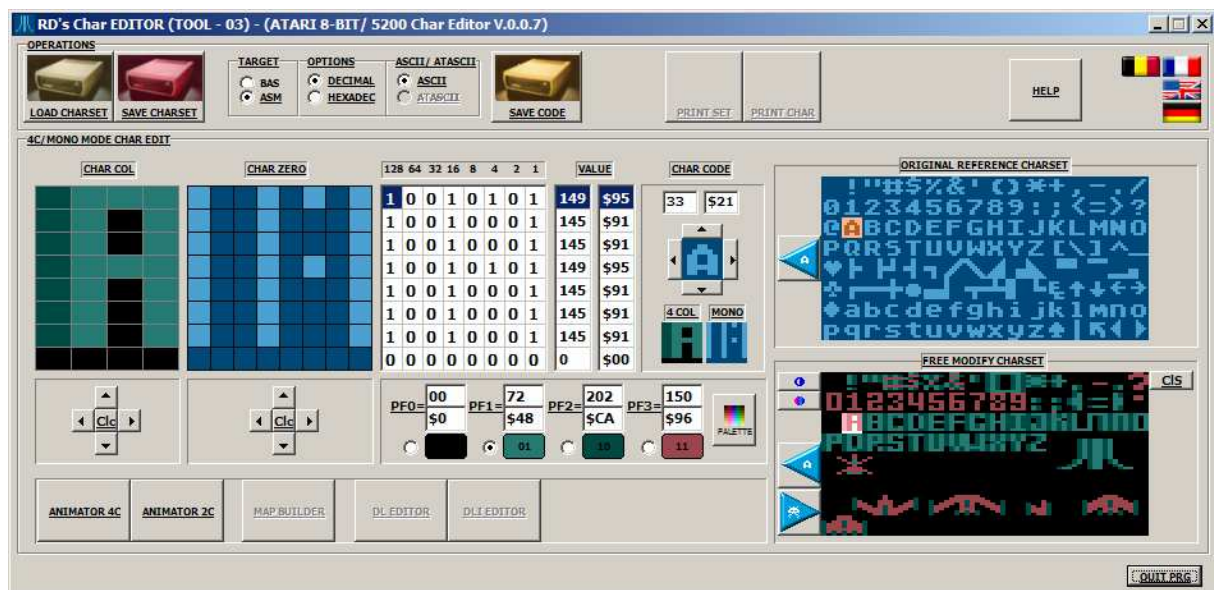 RD's Char EDITOR (TOOL - 03) - (ATARI 8-BIT/ 5200 Char Editor V.0.0.7)
OPERATIONS
TARGET OPTIONS ASCII/ ATASCII
BAS DECIMAL ASCII
ASM HEXADEC ATASCII
LOAD CHARSET SAVE CHARSET SAVE CODE PRINT SET PRINT CHAR HELP
4C/MONO MODE CHAR EDIT
CHAR COL CHAR ZERO 128 64 32 16 8 4 2 1 VALUE CHAR CODE
1 0 0 1 0 1 0 1 149 $95 33 $21
1 0 0 1 0 0 0 1 145 $91
1 0 0 1 0 0 0 1 145 $91
1 0 0 1 0 1 0 1 149 $95
1 0 0 1 0 0 0 1 145 $91
1 0 0 1 0 0 0 1 145 $91
1 0 0 1 0 0 0 1 145 $91
0 0 0 0 0 0 0 0 0 $00
A
4 COL MONO
ORIGINAL REFERENCE CHARSET
!"#$%&'()*+,-./
0123456789:;<=>?
@ABCDEFGHIJKLMNO
PQRSTUVWXYZ[\]^_
abcdefghijklmno
pqrstuvwxyz
A
FREE MODIFY CHARSET
Cls
0123456789
ABCDEFGHIJKLMNO
PQRSTUVWXYZ
A
Clc Clc
PF0= 00 $0 PF1= 72 $48 PF2= 202 $CA PF3= 150 $96
01 10 11
PALETTE
ANIMATOR 4C ANIMATOR 2C MAP BUILDER DL EDITOR DLI EDITOR
QUIT PRG